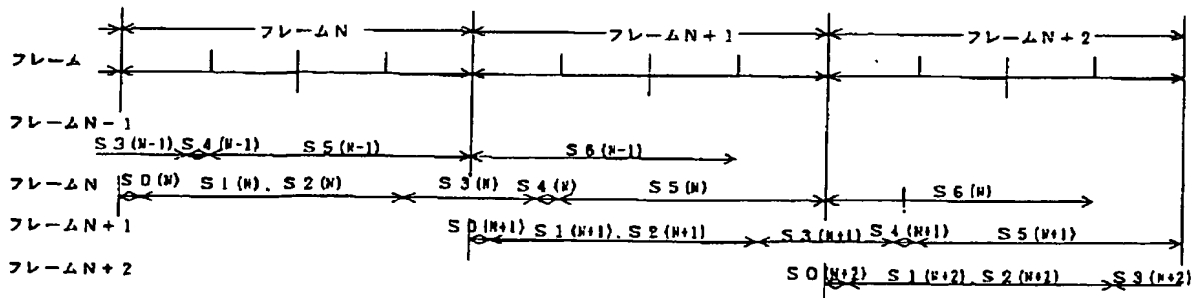 フレームN フレームN+1 フレームN+2
フレーム
フレームN-1
S3(N-1) S4(N-1) S5(N-1) S6(N-1)
フレームN S0(N) S1(N), S2(N) S3(N) S4(N) S5(N) S6(N)
フレームN+1 S0(N+1) S1(N+1), S2(N+1) S3(N+1) S4(N+1) S5(N+1)
フレームN+2 S0(N+2) S1(N+2), S2(N+2) S3(N+2)